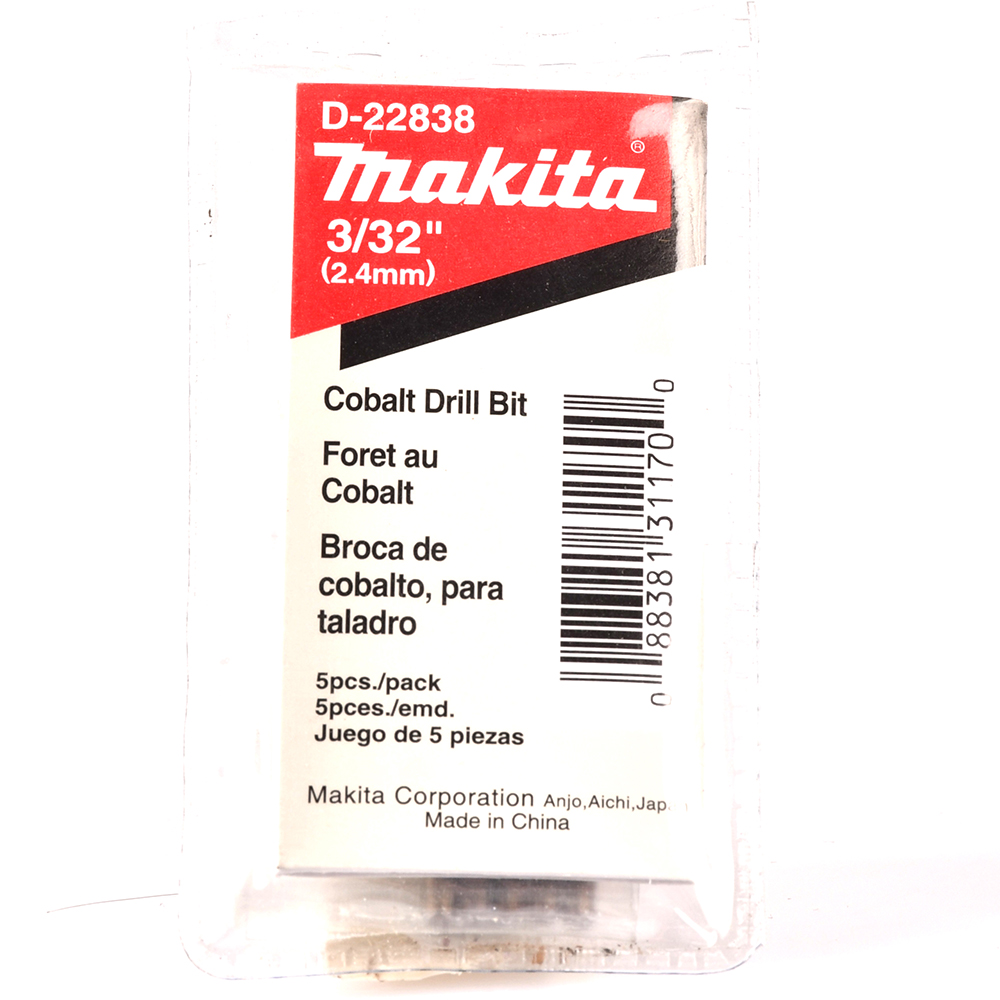 D-22838
makita®
3/32"
(2.4mm)
Cobalt Drill Bit
Foret au
Cobalt
Broca de
cobalto, para
taladro
5pcs./pack
5pces./emd.
Juego de 5 piezas
0 88381 31170 0
Makita Corporation Anjo,Aichi,
Made in China